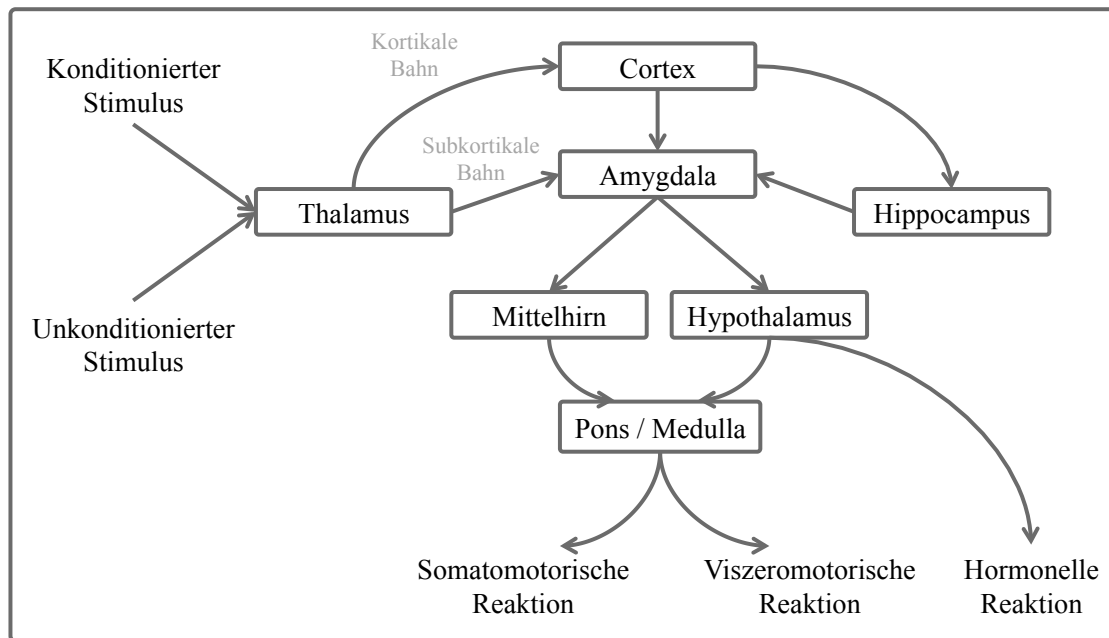 Kortikale
Bahn
Konditionierter
Stimulus
Cortex
Subkortikale
Bahn
Amygdala
Thalamus
Hippocampus
Unkonditionierter
Stimulus
Mittelhirn
Hypothalamus
Pons / Medulla
Somatomotorische
Reaktion
Viszeromotorische
Reaktion
Hormonelle
Reaktion